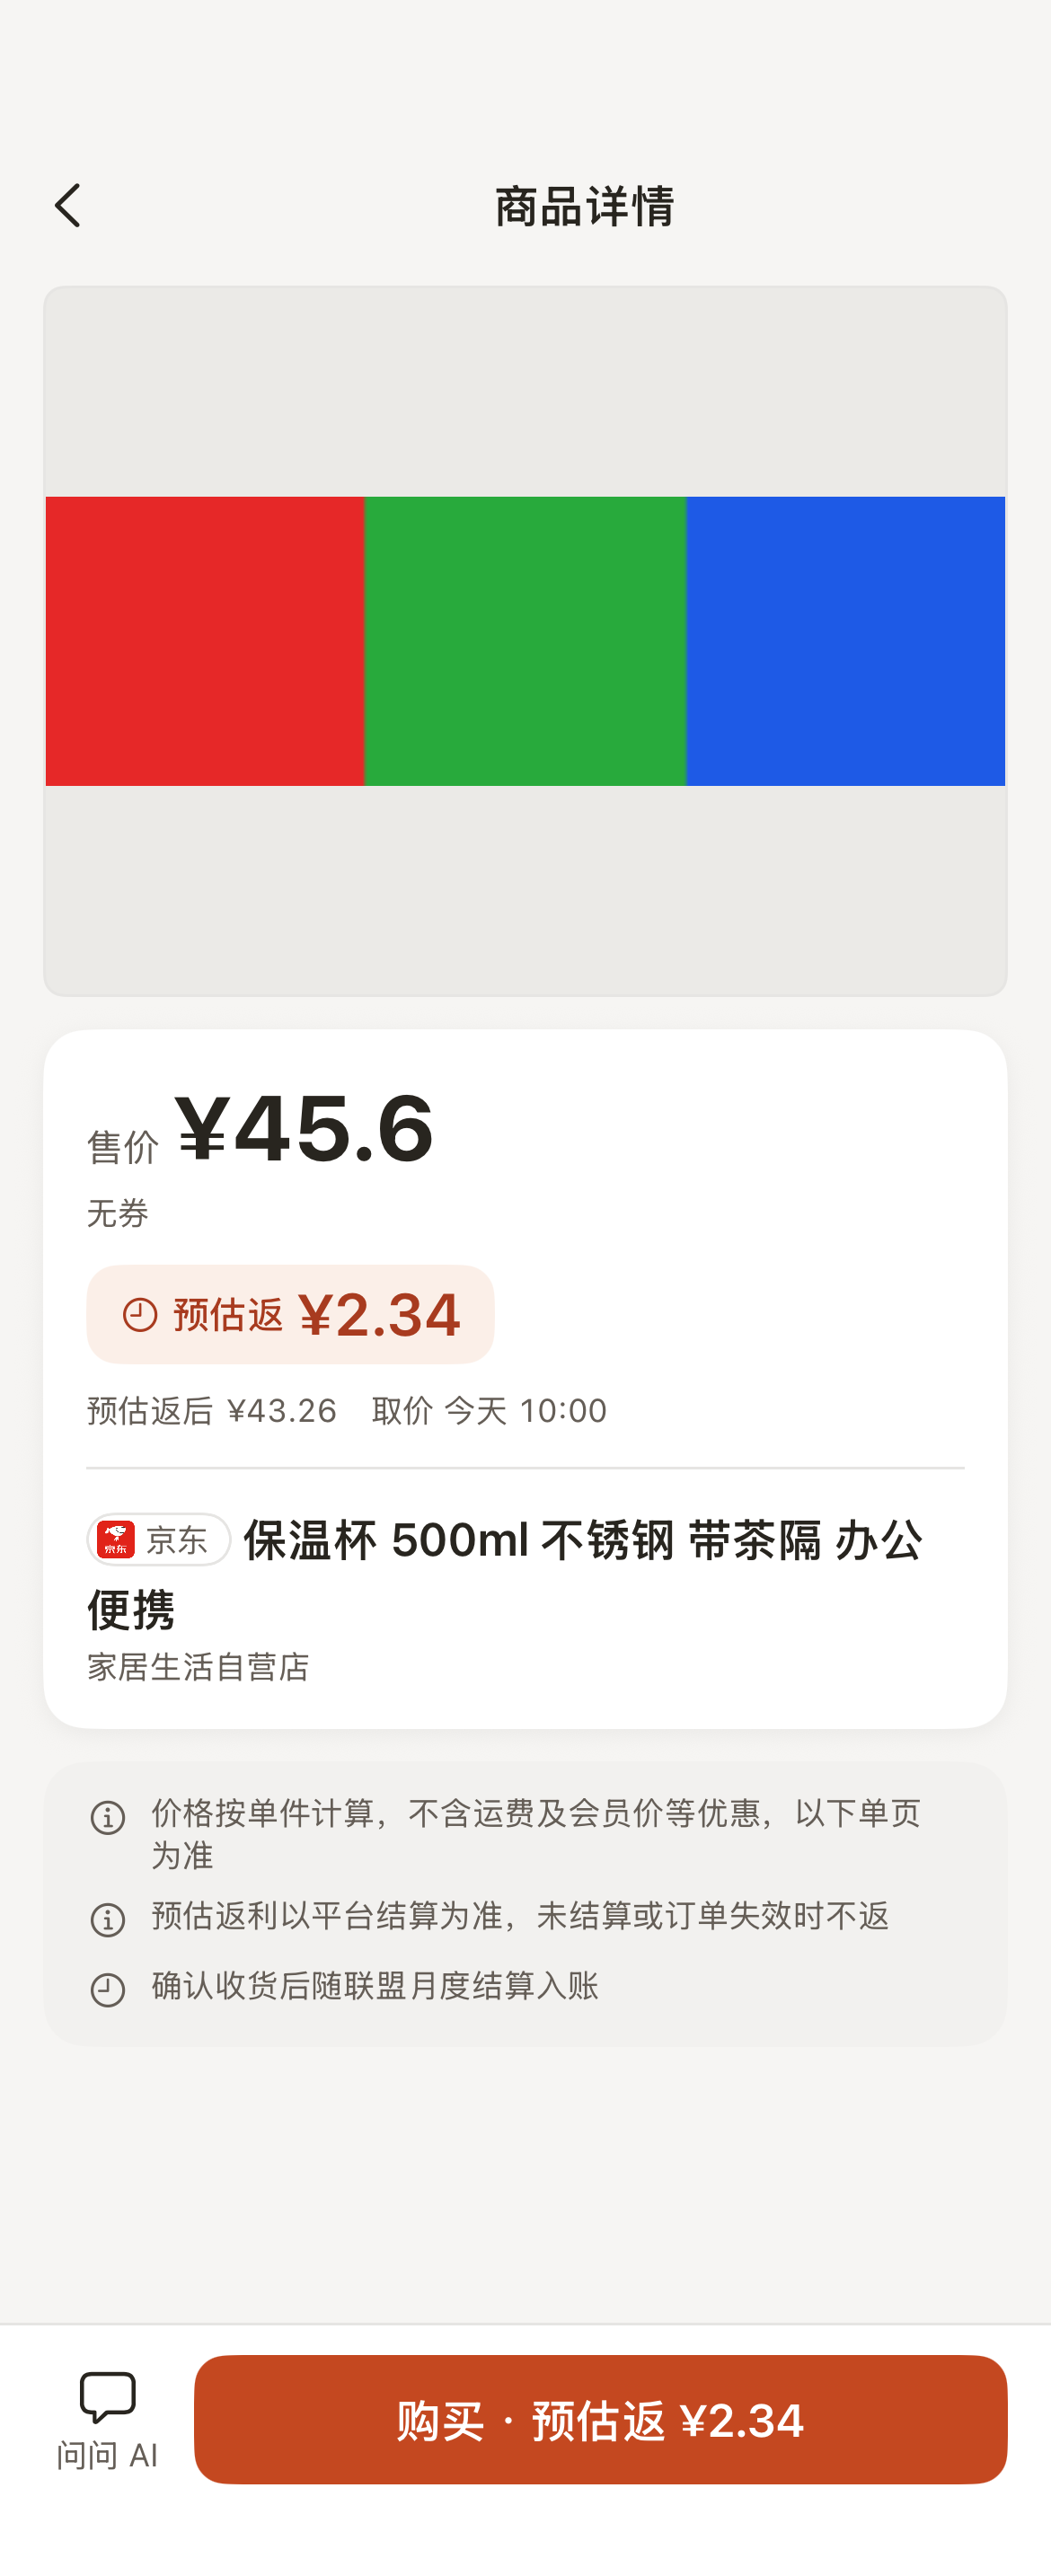 商品详情
售价 ¥45.6
无券
预估返 ¥2.34
预估返后 ¥43.26 取价 今天 10:00
京东 京东 保温杯 500ml 不锈钢 带茶隔 办公
便携
家居生活自营店
价格按单件计算，不含运费及会员价等优惠，以下单页
为准
预估返利以平台结算为准，未结算或订单失效时不返
确认收货后随联盟月度结算入账
问问 AI
购买 · 预估返 ¥2.34